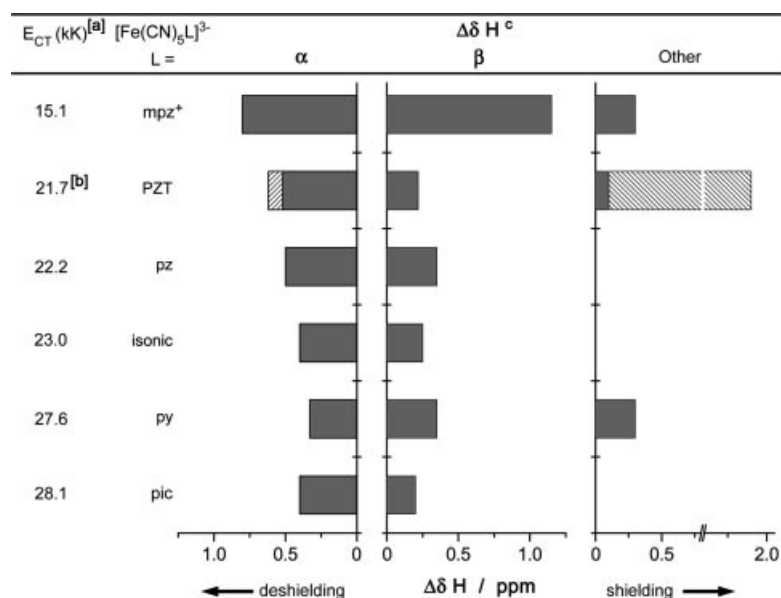 E_CT (kK)[a] [Fe(CN)5L]3- Δδ H c
L = α β Other
15.1 mpz+
21.7[b] PZT
22.2 pz
23.0 isonic
27.6 py
28.1 pic
1.0 0.5 0 0 0.5 1.0 0 0.5 2.0
deshielding Δδ H / ppm shielding